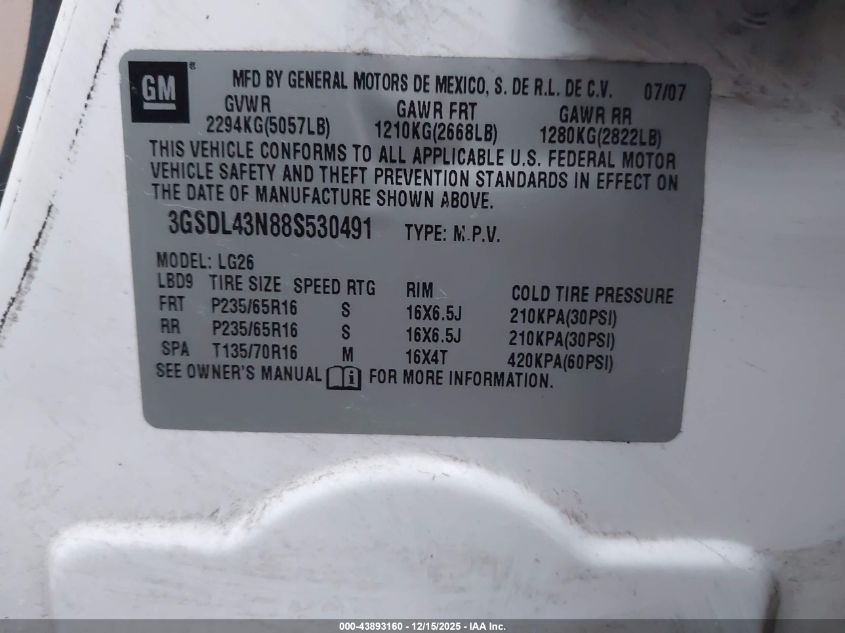 GM ® MFD BY GENERAL MOTORS DE MEXICO, S. DE R.L. DE C.V. 07/07
GVWR GAWR FRT GAWR RR
2294KG(5057LB) 1210KG(2668LB) 1280KG(2822LB)
THIS VEHICLE CONFORMS TO ALL APPLICABLE U.S. FEDERAL MOTOR
VEHICLE SAFETY AND THEFT PREVENTION STANDARDS IN EFFECT ON
THE DATE OF MANUFACTURE SHOWN ABOVE.
3GSDL43N88S530491 TYPE: M.P.V.
MODEL: LG26
LBD9 TIRE SIZE SPEED RTG RIM COLD TIRE PRESSURE
FRT P235/65R16 S 16X6.5J 210KPA(30PSI)
RR P235/65R16 S 16X6.5J 210KPA(30PSI)
SPA T135/70R16 M 16X4T 420KPA(60PSI)
SEE OWNER'S MANUAL i FOR MORE INFORMATION.
000-43893160 - 12/15/2025 - IAA Inc.